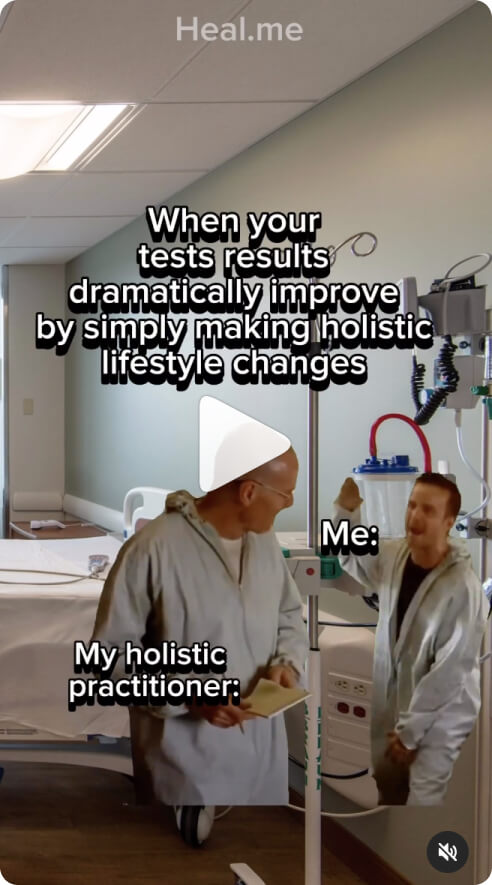 Heal.me
When your
tests results
dramatically improve
by simply making holistic
lifestyle changes
Me:
My holistic
practitioner: